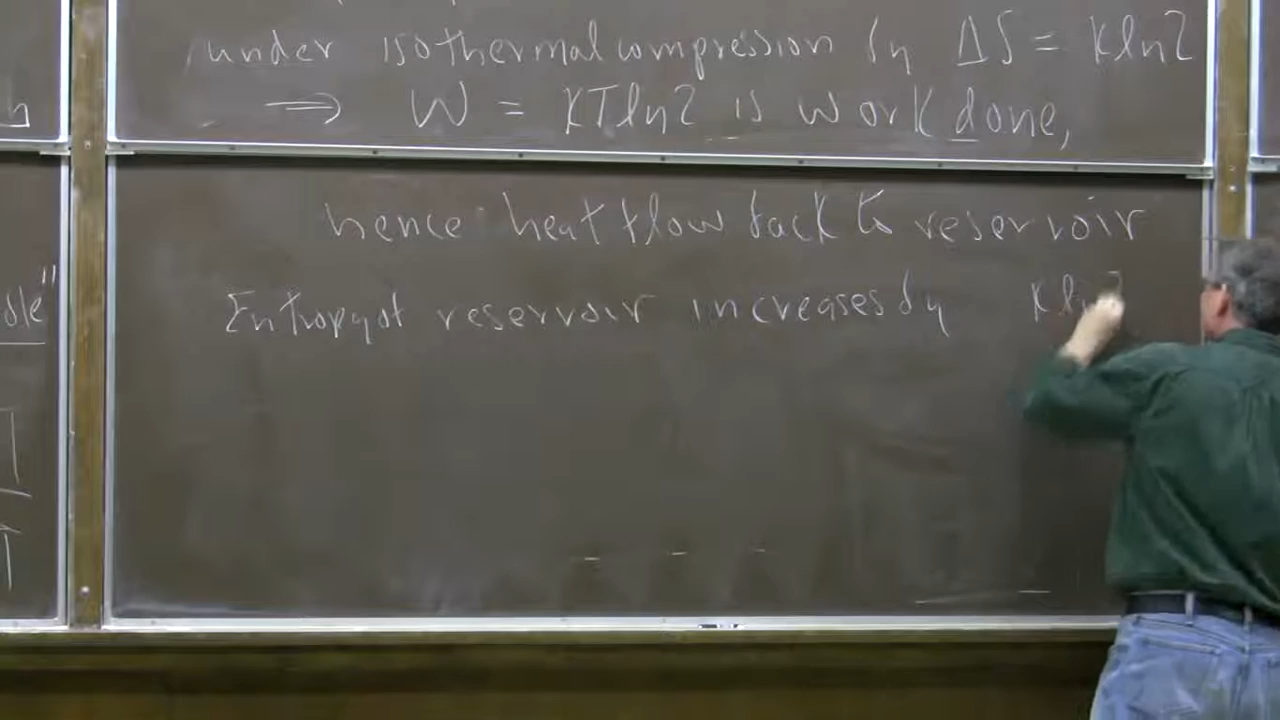 under isothermal compression by ΔS = k ln 2
⟹ W = kT ln 2 is work done,
hence heat flow back to reservoir
Entropy of reservoir increases by k ln 2
dle"